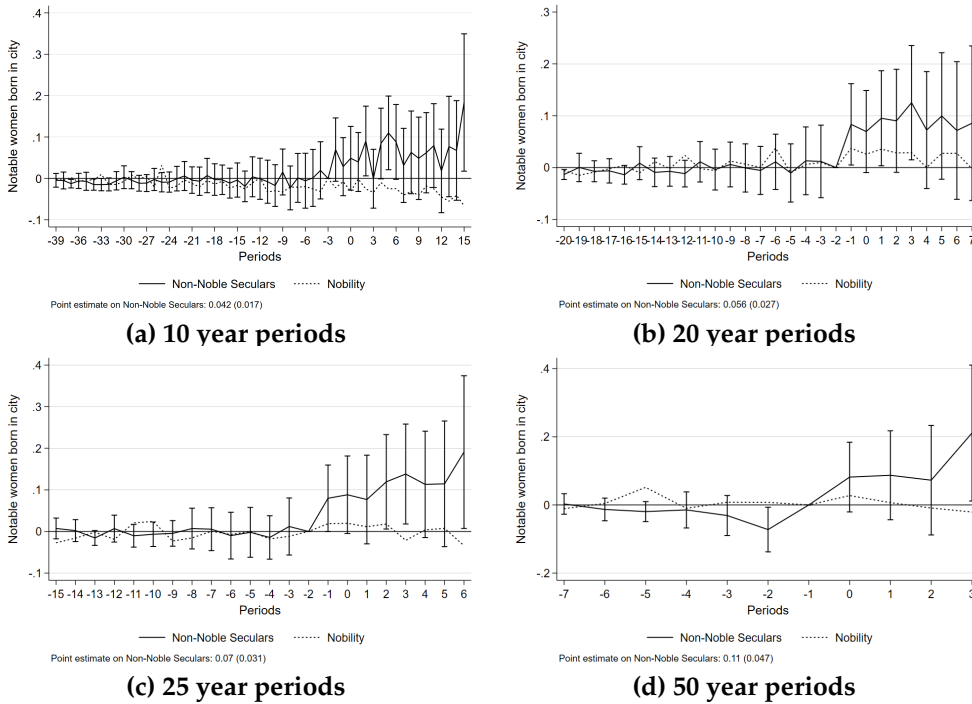 .4
.3
.2
.1
0
-.1
Notable women born in city
-39 -36 -33 -30 -27 -24 -21 -18 -15 -12 -9 -6 -3 0 3 6 9 12 15
Periods
Non-Noble Seculars Nobility
Point estimate on Non-Noble Seculars: 0.042 (0.017)
(a) 10 year periods
.3
.2
.1
0
-.1
Notable women born in city
-20 -19 -18 -17 -16 -15 -14 -13 -12 -11 -10 -9 -8 -7 -6 -5 -4 -3 -2 -1 0 1 2 3 4 5 6 7
Periods
Non-Noble Seculars Nobility
Point estimate on Non-Noble Seculars: 0.056 (0.027)
(b) 20 year periods
.4
.3
.2
.1
0
-.1
Notable women born in city
-15 -14 -13 -12 -11 -10 -9 -8 -7 -6 -5 -4 -3 -2 -1 0 1 2 3 4 5 6
Periods
Non-Noble Seculars Nobility
Point estimate on Non-Noble Seculars: 0.07 (0.031)
(c) 25 year periods
.4
.2
0
-.2
Notable women born in city
-7 -6 -5 -4 -3 -2 -1 0 1 2 3
Periods
Non-Noble Seculars Nobility
Point estimate on Non-Noble Seculars: 0.11 (0.047)
(d) 50 year periods